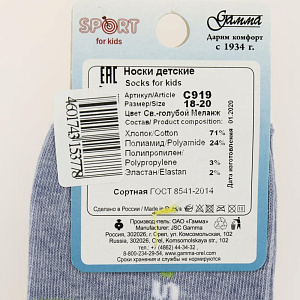 SPORT
for kids
Гамма
Дарим комфорт
с 1934 г.
EAC
Носки детские
Socks for kids
Артикул/Article C919
Размер/Size 18-20
Цвет Св.-голубой Меланж
Состав/ Product composition:
Хлопок/Cotton 71%
Полиамид/Polyamide 24%
Полипропилен/
Polypropylene 3%
Эластан/Elastan 2%
Дата изготовления
01.2020
Сортная ГОСТ 8541-2014
Made in Russia
Производитель: ОАО «Гамма»
Manufacturer: JSC Gamma
Россия, 302026, г. Орел, ул. Комсомольская, 102
Russia, 302026, Orel, Komsomolskaya str., 102
тел. +7 (4862) 44-34-32
8-800-234-29-54, www.gamma-orel.com
Сроки хранения и службы не нормируются